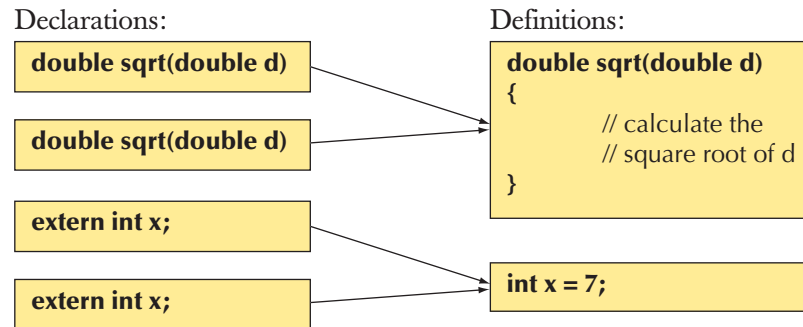 Declarations:
double sqrt(double d)
double sqrt(double d)
extern int x;
extern int x;
Definitions:
double sqrt(double d)
{
// calculate the
// square root of d
}
int x = 7;